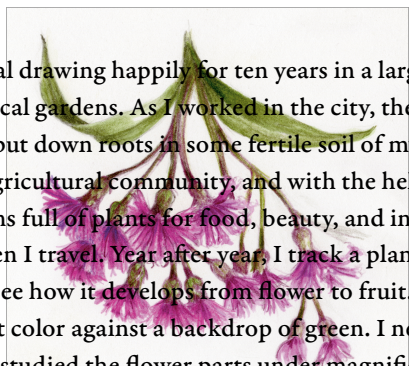 al drawing happily for ten years in a larg
cal gardens. As I worked in the city, the
out down roots in some fertile soil of m
gricultural community, and with the hel
ns full of plants for food, beauty, and in
en I travel. Year after year, I track a plan
ee how it develops from flower to fruit.
t color against a backdrop of green. I no
studied the flower parts under magnifi